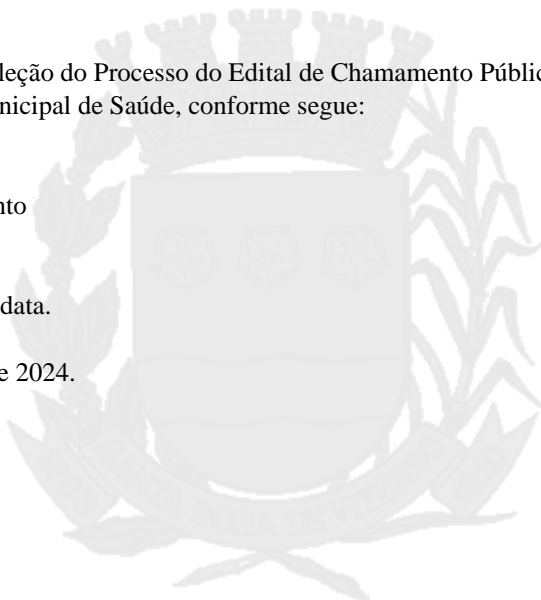 leção do Processo do Edital de Chamamento Públic
nicipal de Saúde, conforme segue:
nto
data.
e 2024.